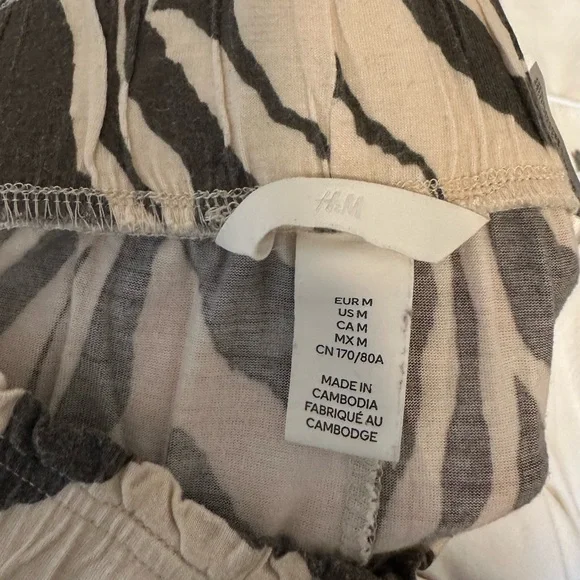 H&M
EUR M
US M
CA M
MX M
CN 170/80A
MADE IN
CAMBODIA
FABRIQUÉ AU
CAMBODGE